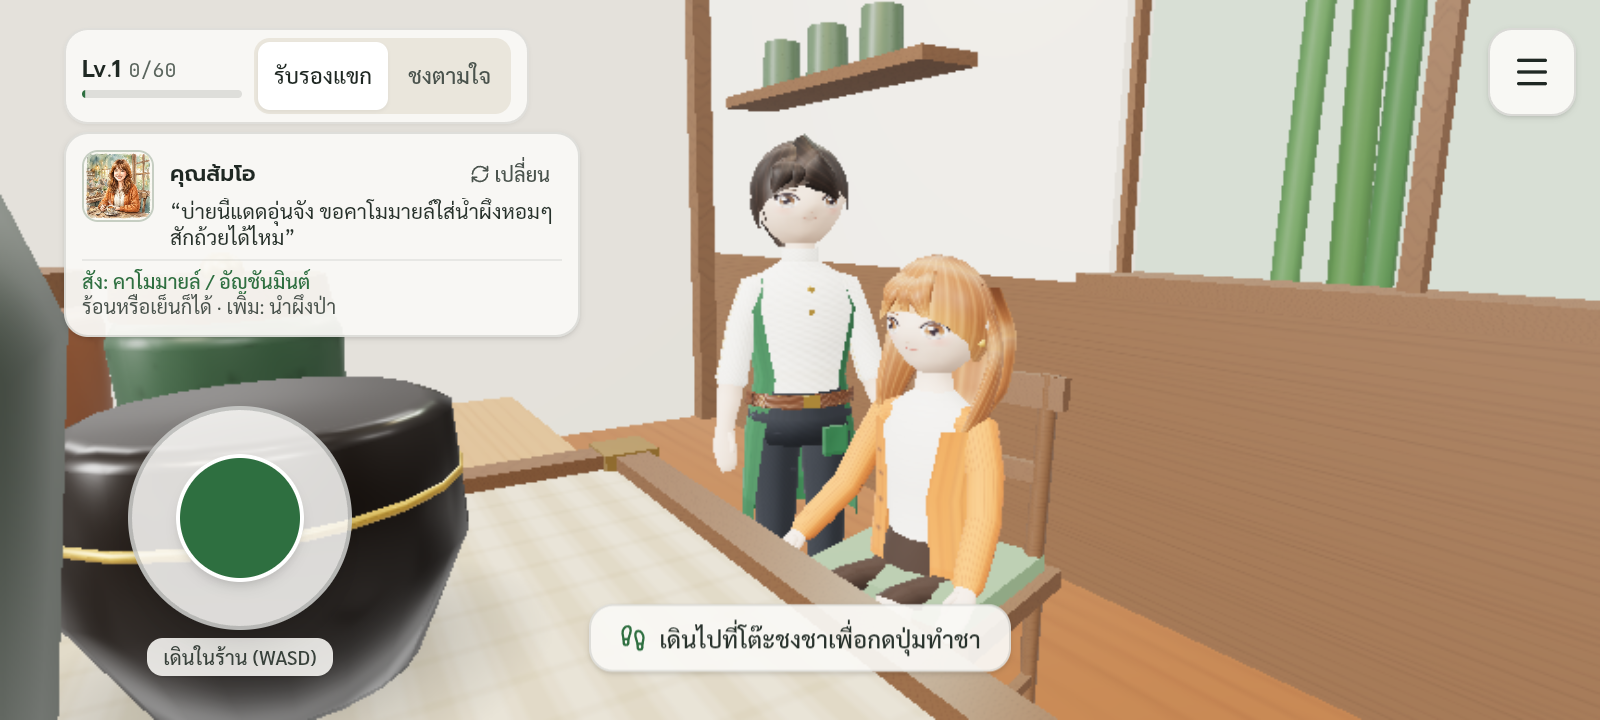 Lv.1 0/60
รับรองแขก
ชงตามใจ
คุณส้มโอ
เปลี่ยน
“บ่ายนี้แดดอุ่นจัง ขอคาโมมายล์ใส่น้ำผึ้งหอมๆ
สักถ้วยได้ไหม”
สั่ง: คาโมมายล์ / อัญชันมินต์
ร้อนหรือเย็นก็ได้ · เพิ่ม: น้ำผึ้งป่า
เดินไปที่โต๊ะชงชาเพื่อกดปุ่มทำชา
เดินในร้าน (WASD)